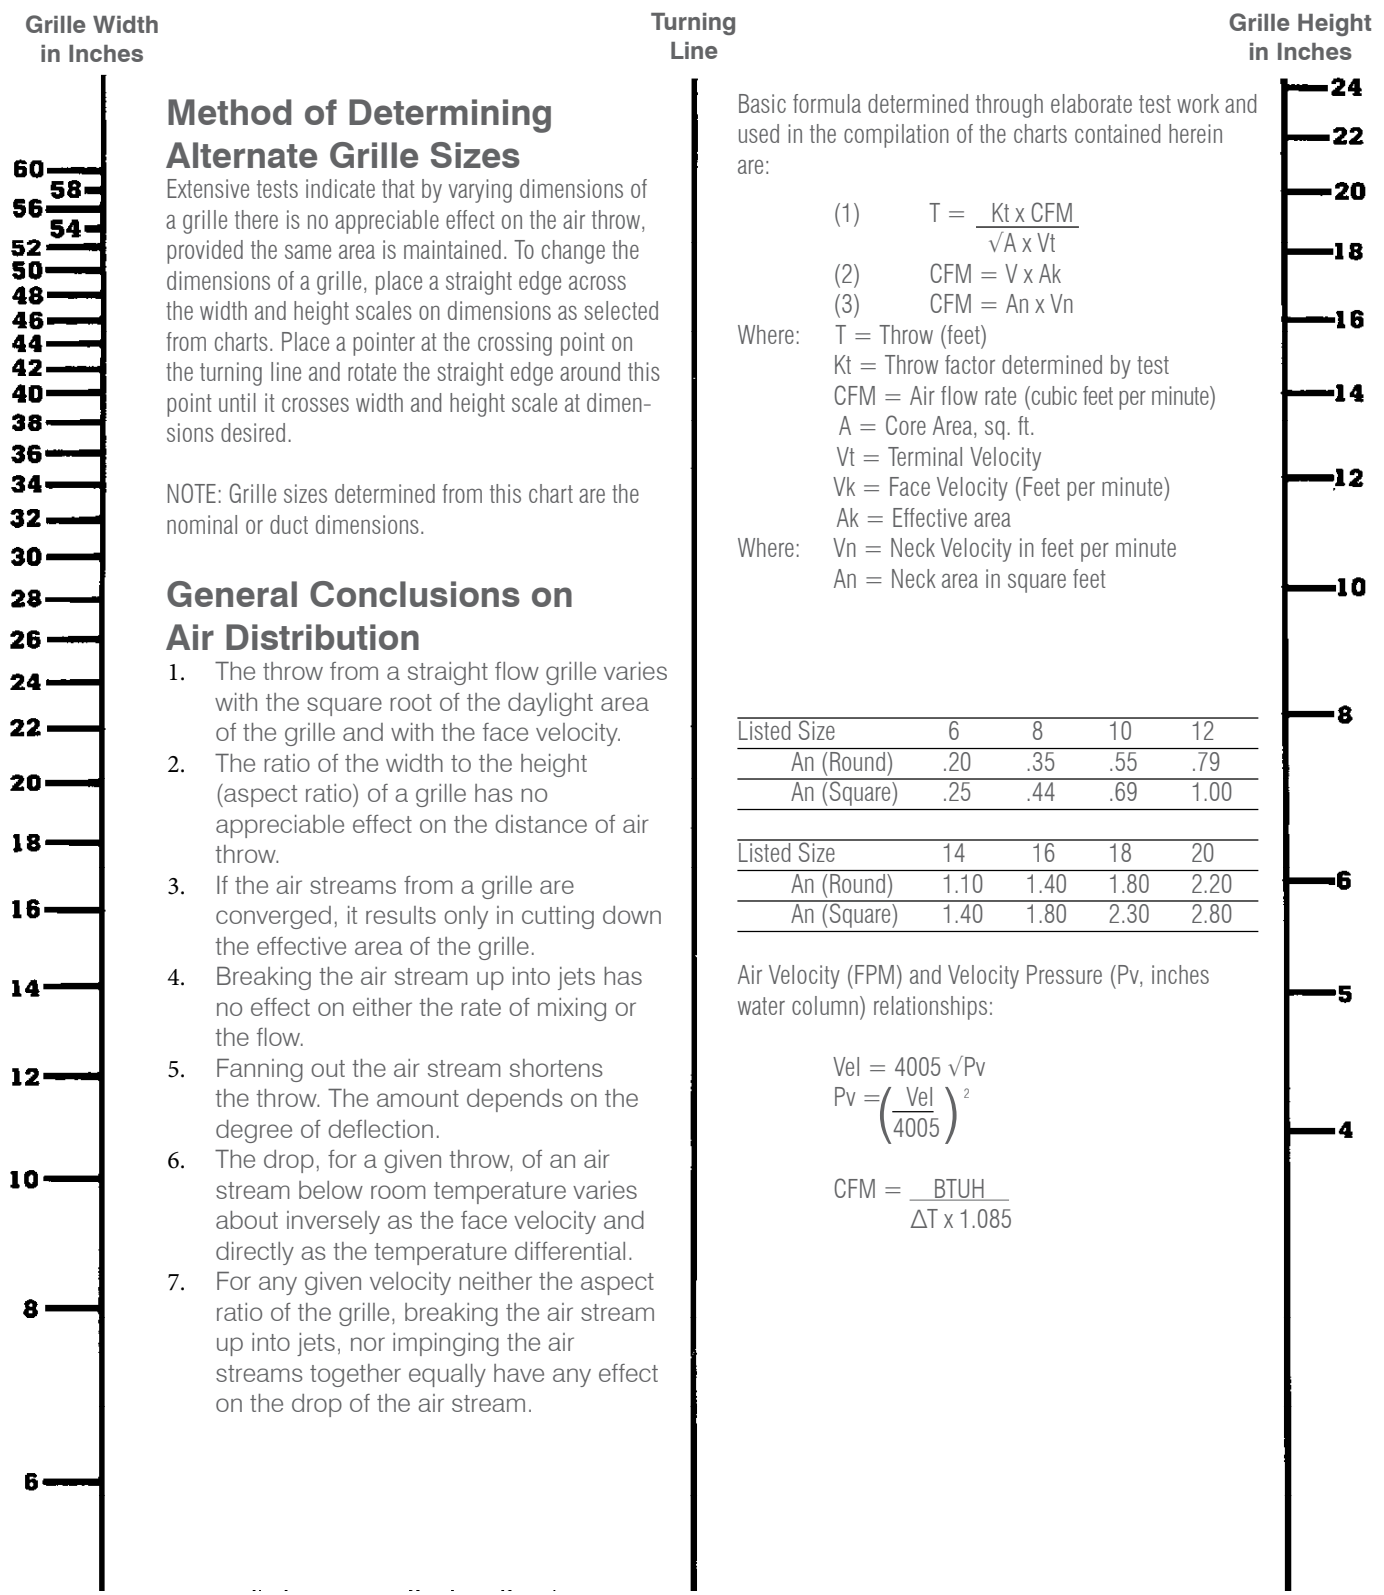 Grille Width
in Inches
Turning
Line
Grille Height
in Inches
60
58
56
54
52
50
48
46
44
42
40
38
36
34
32
30
28
26
24
22
20
18
16
14
12
10
8
6
Method of Determining
Alternate Grille Sizes
Extensive tests indicate that by varying dimensions of
a grille there is no appreciable effect on the air throw,
provided the same area is maintained. To change the
dimensions of a grille, place a straight edge across
the width and height scales on dimensions as selected
from charts. Place a pointer at the crossing point on
the turning line and rotate the straight edge around this
point until it crosses width and height scale at dimen-
sions desired.
NOTE: Grille sizes determined from this chart are the
nominal or duct dimensions.
General Conclusions on
Air Distribution
1. The throw from a straight flow grille varies
with the square root of the daylight area
of the grille and with the face velocity.
2. The ratio of the width to the height
(aspect ratio) of a grille has no
appreciable effect on the distance of air
throw.
3. If the air streams from a grille are
converged, it results only in cutting down
the effective area of the grille.
4. Breaking the air stream up into jets has
no effect on either the rate of mixing or
the flow.
5. Fanning out the air stream shortens
the throw. The amount depends on the
degree of deflection.
6. The drop, for a given throw, of an air
stream below room temperature varies
about inversely as the face velocity and
directly as the temperature differential.
7. For any given velocity neither the aspect
ratio of the grille, breaking the air stream
up into jets, nor impinging the air
streams together equally have any effect
on the drop of the air stream.
Basic formula determined through elaborate test work and
used in the compilation of the charts contained herein
are:
(1) T = Kt x CFM
√A x Vt
(2) CFM = V x Ak
(3) CFM = An x Vn
Where: T = Throw (feet)
Kt = Throw factor determined by test
CFM = Air flow rate (cubic feet per minute)
A = Core Area, sq. ft.
Vt = Terminal Velocity
Vk = Face Velocity (Feet per minute)
Ak = Effective area
Where: Vn = Neck Velocity in feet per minute
An = Neck area in square feet
Listed Size 6 8 10 12
An (Round) .20 .35 .55 .79
An (Square) .25 .44 .69 1.00
Listed Size 14 16 18 20
An (Round) 1.10 1.40 1.80 2.20
An (Square) 1.40 1.80 2.30 2.80
Air Velocity (FPM) and Velocity Pressure (Pv, inches
water column) relationships:
Vel = 4005 √Pv
Pv = ( Vel ) 2
4005
CFM = BTUH
ΔT x 1.085
24
22
20
18
16
14
12
10
8
6
5
4